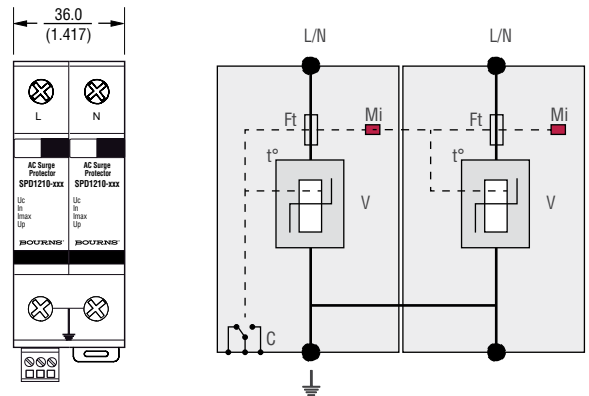 36.0
(1.417)
L N
AC Surge Protector SPD1210-xxx
AC Surge Protector SPD1210-xxx
Uc
In
Imax
Up
Uc
In
Imax
Up
BOURNS® BOURNS®
L/N L/N
Ft Mi Ft Mi
t° t°
V V
C